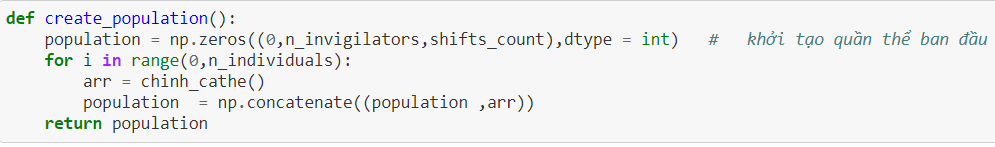 def create_population():
    population = np.zeros((0,n_invigilators,shifts_count),dtype = int)   #   khởi tạo quần thể ban đầu
    for i in range(0,n_individuals):
        arr = chinh_cathe()
        population  = np.concatenate((population ,arr))
    return population